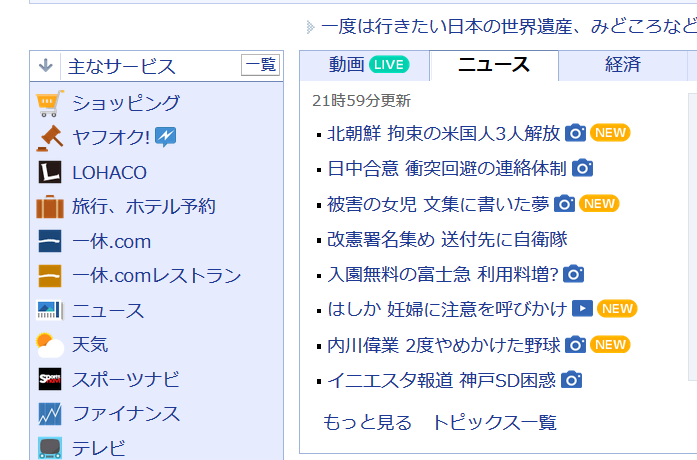 一度は行きたい日本の世界遺産、みどころなど
主なサービス 一覧
ショッピング
ヤフオク!
LOHACO
旅行、ホテル予約
一休.com
一休.comレストラン
ニュース
天気
スポーツナビ
ファイナンス
テレビ
動画 LIVE ニュース 経済
21時59分更新
北朝鮮 拘束の米国人3人解放 NEW
日中合意 衝突回避の連絡体制
被害の女児 文集に書いた夢 NEW
改憲署名集め 送付先に自衛隊
入園無料の富士急 利用料増?
はしか 妊婦に注意を呼びかけ NEW
内川偉業 2度やめかけた野球 NEW
イニエスタ報道 神戸SD困惑
もっと見る トピックス一覧